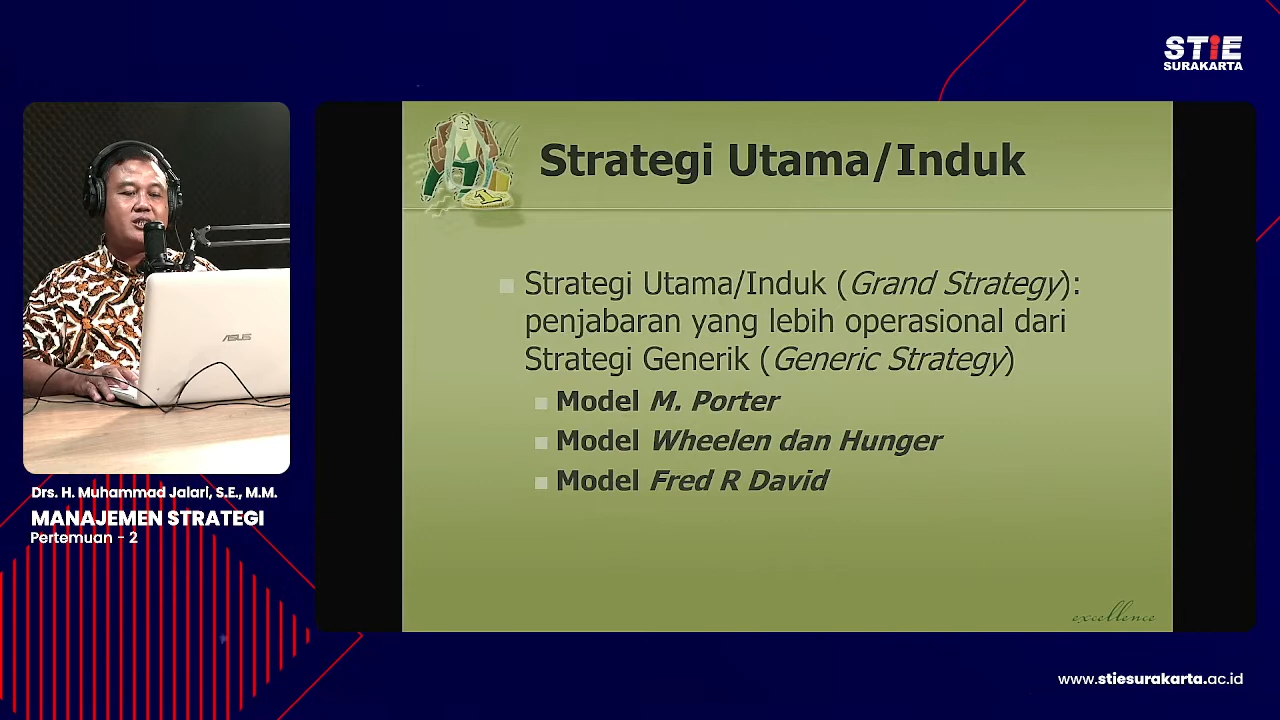 STiE
SURAKARTA
Strategi Utama/Induk
Strategi Utama/Induk (Grand Strategy):
penjabaran yang lebih operasional dari
Strategi Generik (Generic Strategy)
Model M. Porter
Model Wheelen dan Hunger
Model Fred R David
excellence
ASUS
Drs. H. Muhammad Jalari, S.E., M.M.
MANAJEMEN STRATEGI
Pertemuan - 2
www.stiesurakarta.ac.id